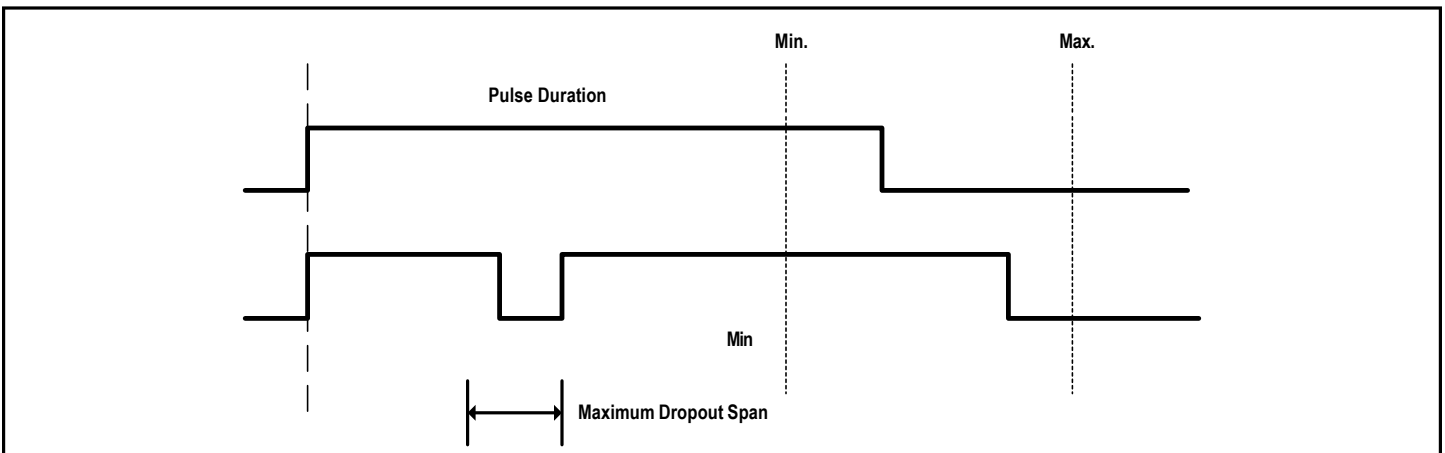 Min.
Max.
Pulse Duration
Min
Maximum Dropout Span